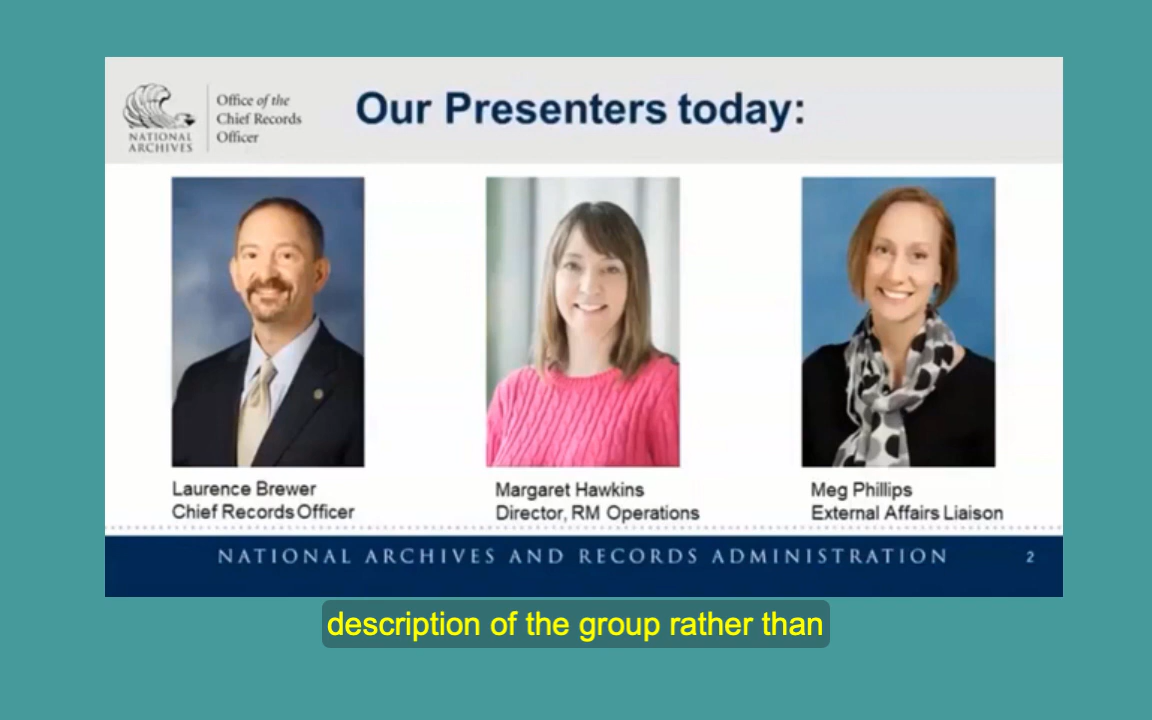 Office of the
Chief Records
Officer
NATIONAL
ARCHIVES
Our Presenters today:
Laurence Brewer
Chief Records Officer
Margaret Hawkins
Director, RM Operations
Meg Phillips
External Affairs Liaison
NATIONAL ARCHIVES AND RECORDS ADMINISTRATION
2
description of the group rather than